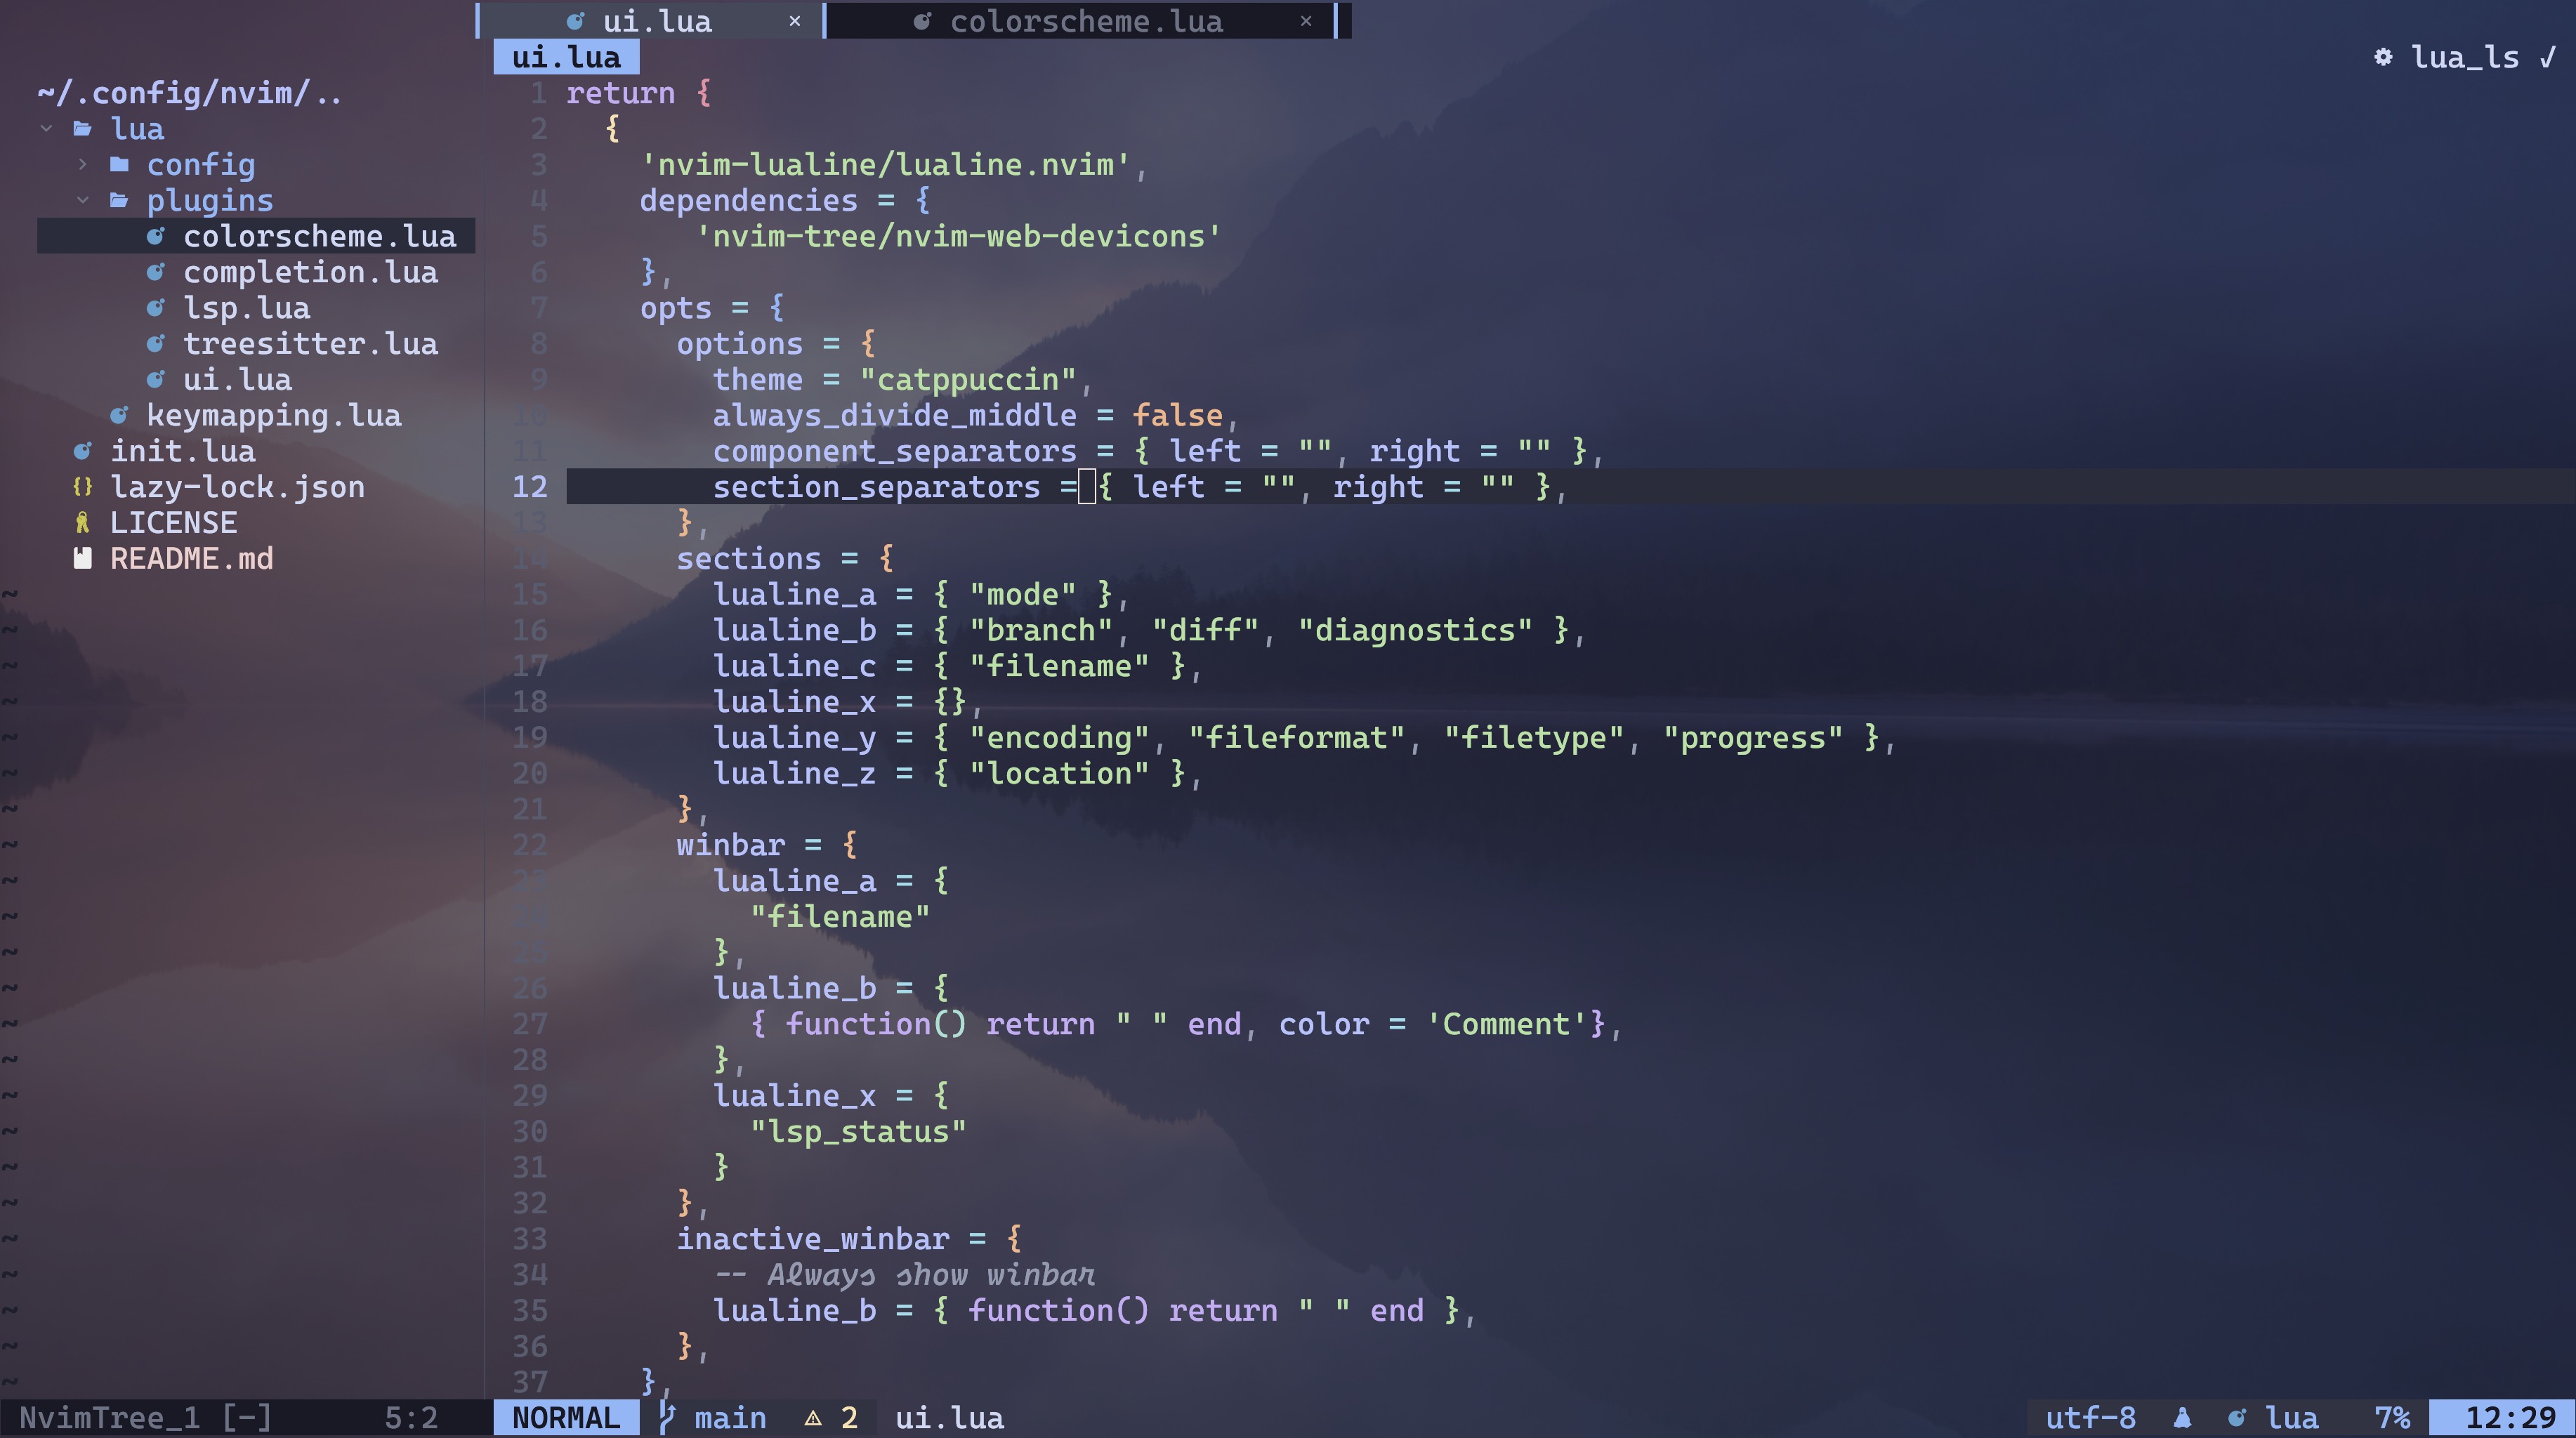 ui.lua × colorscheme.lua ×
ui.lua lua_ls ✓
~/.config/nvim/..
lua
config
plugins
colorscheme.lua
completion.lua
lsp.lua
treesitter.lua
ui.lua
keymapping.lua
init.lua
{} lazy-lock.json
LICENSE
README.md
1 return {
2 {
3 'nvim-lualine/lualine.nvim',
4 dependencies = {
5 'nvim-tree/nvim-web-devicons'
6 },
7 opts = {
8 options = {
9 theme = "catppuccin",
10 always_divide_middle = false,
11 component_separators = { left = "", right = "" },
12 section_separators = { left = "", right = "" },
13 },
14 sections = {
15 lualine_a = { "mode" },
16 lualine_b = { "branch", "diff", "diagnostics" },
17 lualine_c = { "filename" },
18 lualine_x = {},
19 lualine_y = { "encoding", "fileformat", "filetype", "progress" },
20 lualine_z = { "location" },
21 },
22 winbar = {
23 lualine_a = {
24 "filename"
25 },
26 lualine_b = {
27 { function() return " " end, color = 'Comment'},
28 },
29 lualine_x = {
30 "lsp_status"
31 }
32 },
33 inactive_winbar = {
34 -- Always show winbar
35 lualine_b = { function() return " " end },
36 },
37 },
NvimTree_1 [-] 5:2 NORMAL main ⚠ 2 ui.lua utf-8 lua 7% 12:29